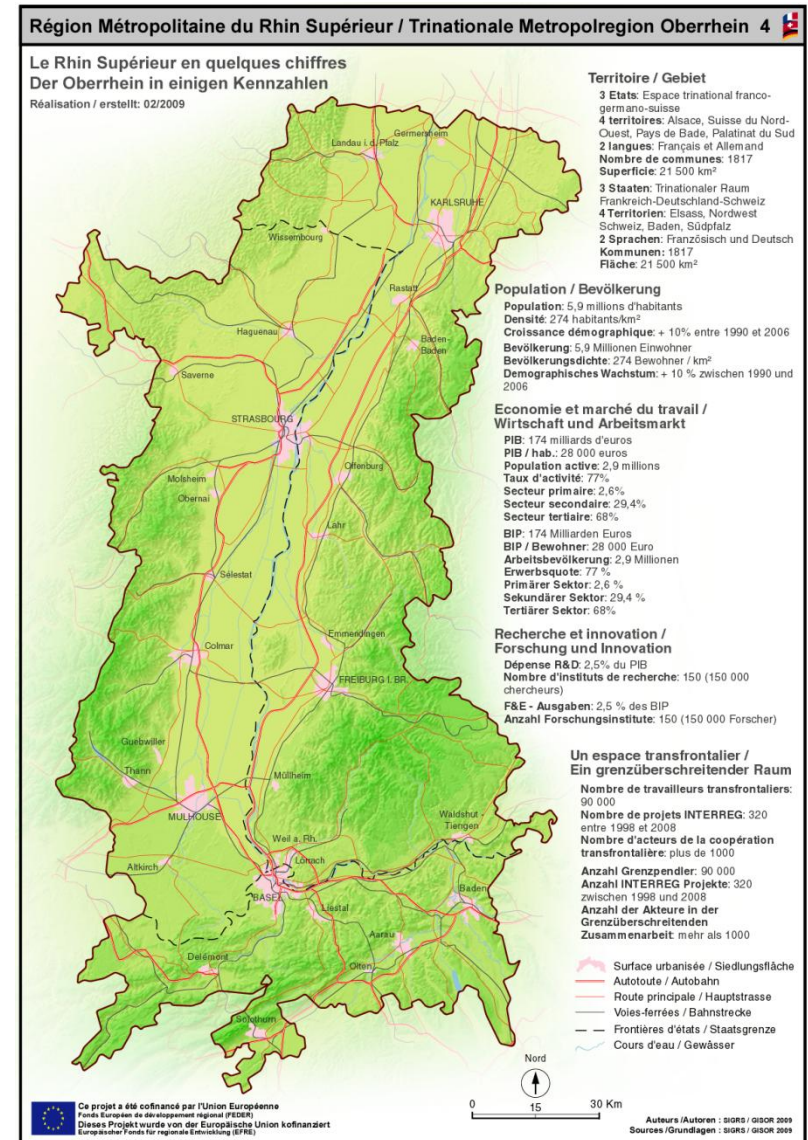 Région Métropolitaine du Rhin Supérieur / Trinationale Metropolregion Oberrhein 4
Le Rhin Supérieur en quelques chiffres
Der Oberrhein in einigen Kennzahlen
Réalisation / erstellt: 02/2009
Territoire / Gebiet
3 Etats: Espace trinational franco-
germano-suisse
4 territoires: Alsace, Suisse du Nord-
Ouest, Pays de Bade, Palatinat du Sud
2 langues: Français et Allemand
Nombre de communes: 1817
Superficie: 21 500 km²
3 Staaten: Trinationaler Raum
Frankreich-Deutschland-Schweiz
4 Territorien: Elsass, Nordwest
Schweiz, Baden, Südpfalz
2 Sprachen: Französisch und Deutsch
Kommunen: 1817
Fläche: 21 500 km²
Population / Bevölkerung
Population: 5,9 millions d'habitants
Densité: 274 habitants/km²
Croissance démographique: + 10% entre 1990 et 2006
Bevölkerung: 5,9 Millionen Einwohner
Bevölkerungsdichte: 274 Bewohner / km²
Demographisches Wachstum: + 10 % zwischen 1990 und
2006
Economie et marché du travail /
Wirtschaft und Arbeitsmarkt
PIB: 174 milliards d'euros
PIB / hab.: 28 000 euros
Population active: 2,9 millions
Taux d'activité: 77%
Secteur primaire: 2,6%
Secteur secondaire: 29,4%
Secteur tertiaire: 68%
BIP: 174 Milliarden Euros
BIP / Bewohner: 28 000 Euro
Arbeitsbevölkerung: 2,9 Millionen
Erwerbsquote: 77 %
Primärer Sektor: 2,6 %
Sekundärer Sektor: 29,4 %
Tertiärer Sektor: 68%
Recherche et innovation /
Forschung und Innovation
Dépense R&D: 2,5% du PIB
Nombre d'instituts de recherche: 150 (150 000
chercheurs)
F&E - Ausgaben: 2,5 % des BIP
Anzahl Forschungsinstitute: 150 (150 000 Forscher)
Un espace transfrontalier /
Ein grenzüberschreitender Raum
Nombre de travailleurs transfrontaliers:
90 000
Nombre de projets INTERREG: 320
entre 1998 et 2008
Nombre d'acteurs de la coopération
transfrontalière: plus de 1000
Anzahl Grenzpendler: 90 000
Anzahl INTERREG Projekte: 320
zwischen 1998 und 2008
Anzahl der Akteure in der
Grenzüberschreitenden
Zusammenarbeit: mehr als 1000
Surface urbanisée / Siedlungsfläche
Autotoute / Autobahn
Route principale / Hauptstrasse
Voies-ferrées / Bahnstrecke
Frontières d'états / Staatsgrenze
Cours d'eau / Gewässer
Germersheim
Landau i. d. Pfalz
KARLSRUHE
Wissembourg
Rastatt
Haguenau
Baden-
Baden
Saverne
STRASBOURG
Molsheim
Offenburg
Obernai
Lahr
Sélestat
Emmendingen
Colmar
FREIBURG I. BR.
Guebwiller
Thann
Müllheim
MULHOUSE
Waldshut -
Tiengen
Weil a. Rh.
Altkirch
Lörrach
BASEL
Baden
Liestal
Aarau
Delémont
Olten
Solothurn
Nord
0 15 30 Km
Ce projet a été cofinancé par l'Union Européenne
Fonds Européen de développement régional (FEDER)
Dieses Projekt wurde von der Europäische Union kofinanziert
Europäischer Fonds für regionale Entwicklung (EFRE)
Auteurs /Autoren : SIGRS / GISOR 2009
Sources /Grundlagen : SIGRS / GISOR 2009